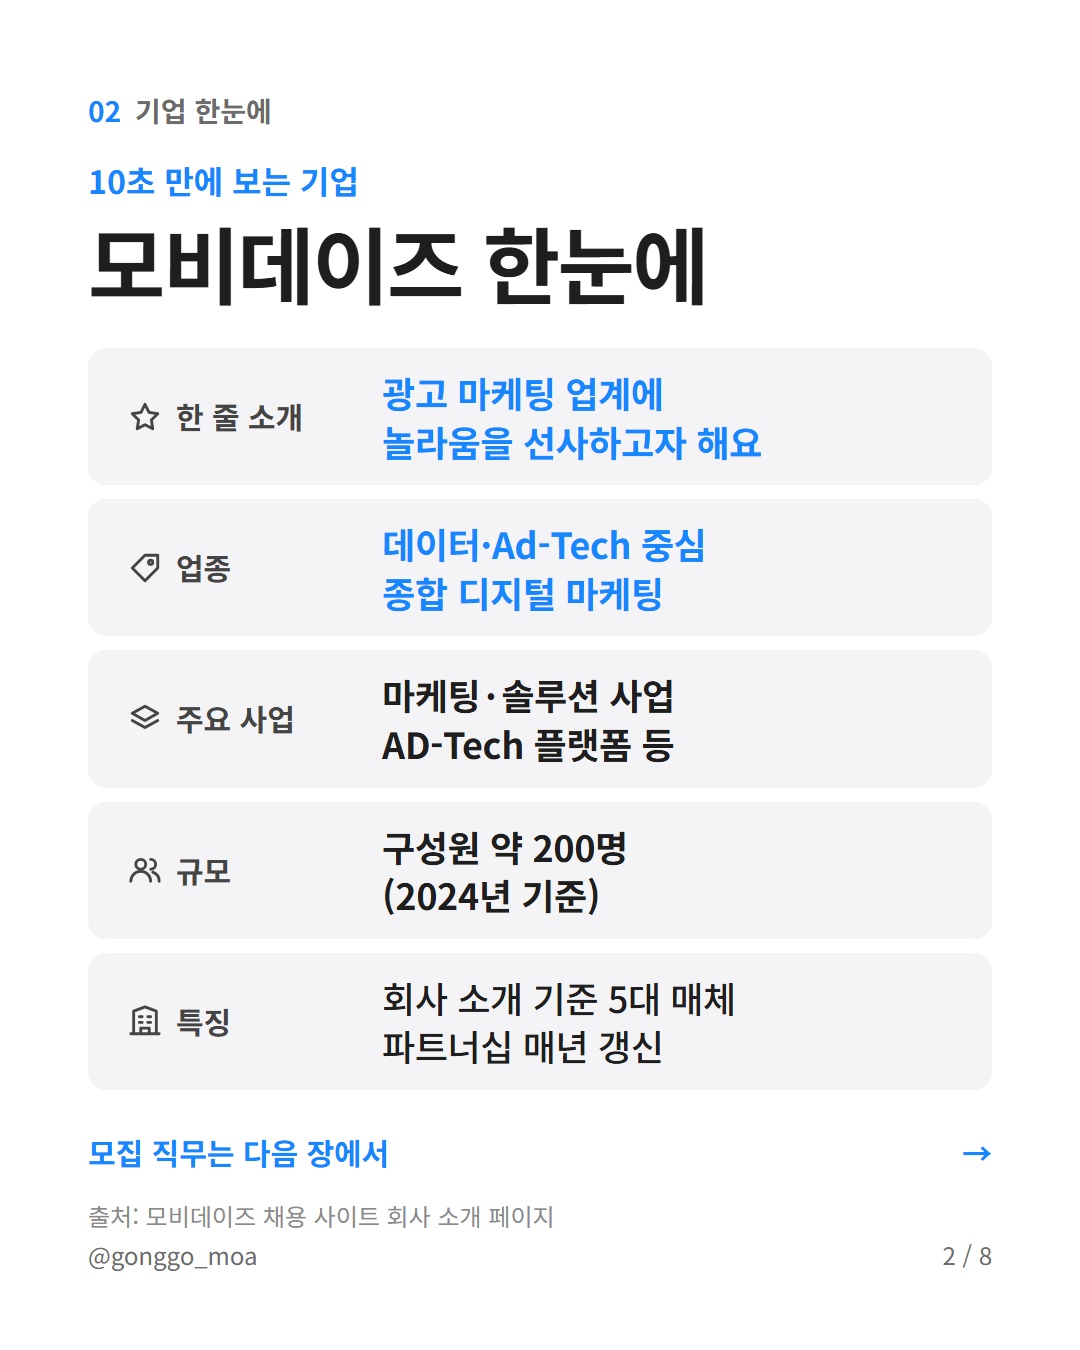 02 기업 한눈에
10초 만에 보는 기업
모비데이즈 한눈에
한 줄 소개
광고 마케팅 업계에
놀라움을 선사하고자 해요
업종
데이터·Ad-Tech 중심
종합 디지털 마케팅
주요 사업
마케팅·솔루션 사업
AD-Tech 플랫폼 등
규모
구성원 약 200명
(2024년 기준)
특징
회사 소개 기준 5대 매체
파트너십 매년 갱신
모집 직무는 다음 장에서 →
출처: 모비데이즈 채용 사이트 회사 소개 페이지
@gonggo_moa
2 / 8